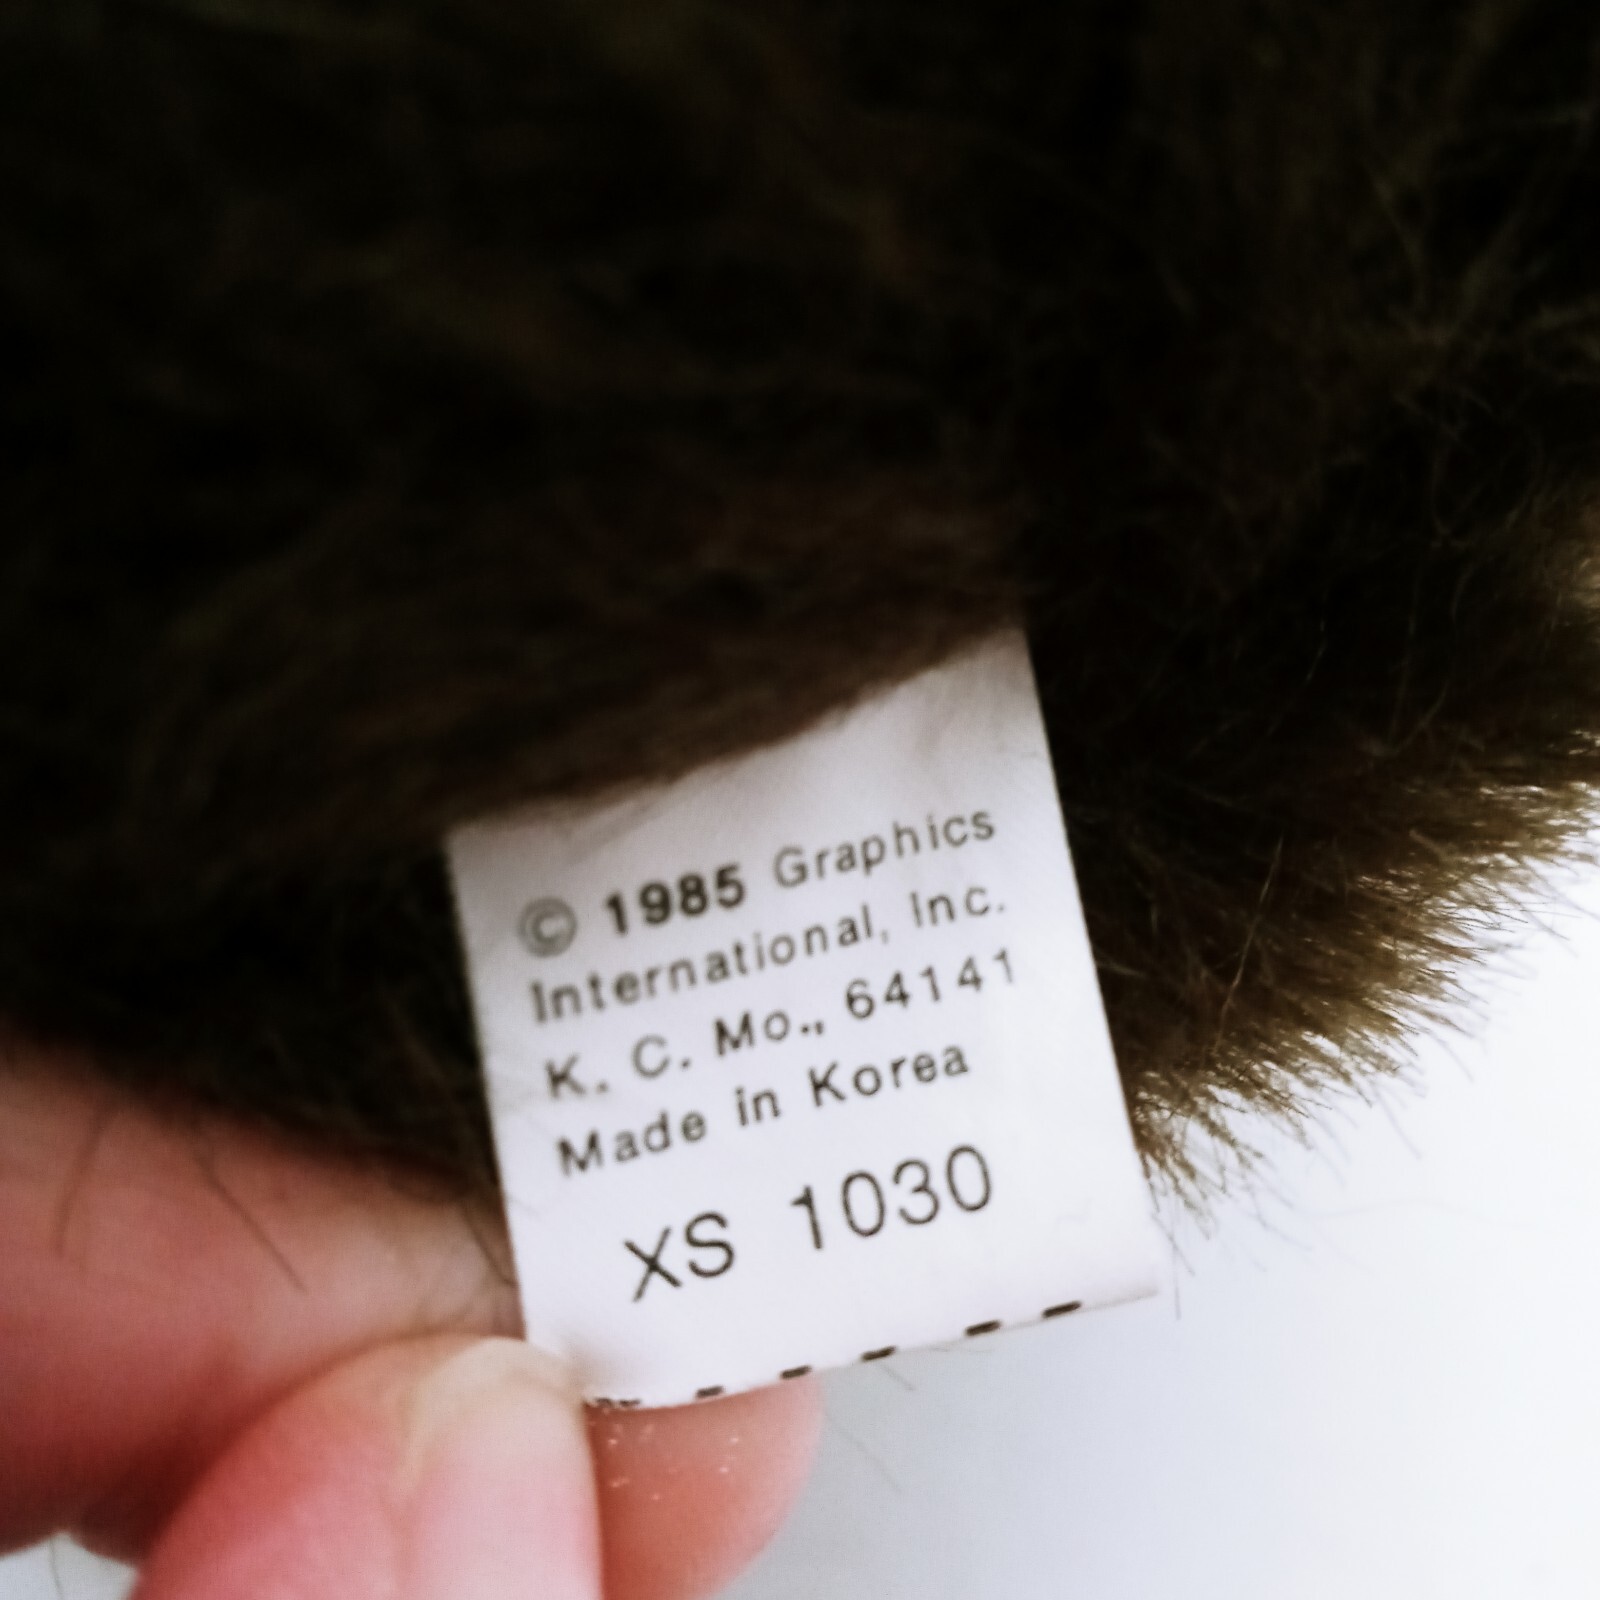 © 1985 Graphics
International, Inc.
K. C. Mo., 64141
Made in Korea
XS 1030